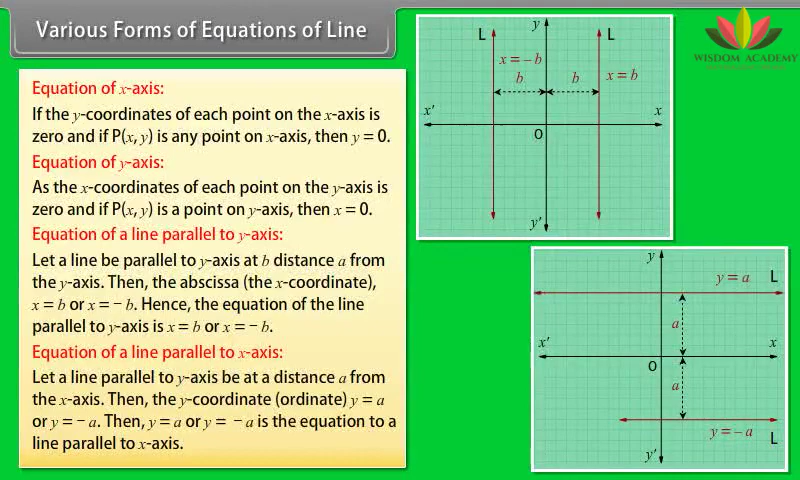 Various Forms of Equations of Line
WISDOM ACADEMY
Equation of x-axis:
If the y-coordinates of each point on the x-axis is
zero and if P(x, y) is any point on x-axis, then y = 0.
Equation of y-axis:
As the x-coordinates of each point on the y-axis is
zero and if P(x, y) is a point on y-axis, then x = 0.
Equation of a line parallel to y-axis:
Let a line be parallel to y-axis at b distance a from
the y-axis. Then, the abscissa (the x-coordinate),
x = b or x = − b. Hence, the equation of the line
parallel to y-axis is x = b or x = − b.
Equation of a line parallel to x-axis:
Let a line parallel to y-axis be at a distance a from
the x-axis. Then, the y-coordinate (ordinate) y = a
or y = − a. Then, y = a or y = − a is the equation to a
line parallel to x-axis.
y
L L
x = − b
b b x = b
x′ x
O
y′
y
y = a L
a
x′ x
O
a
y = − a L
y′